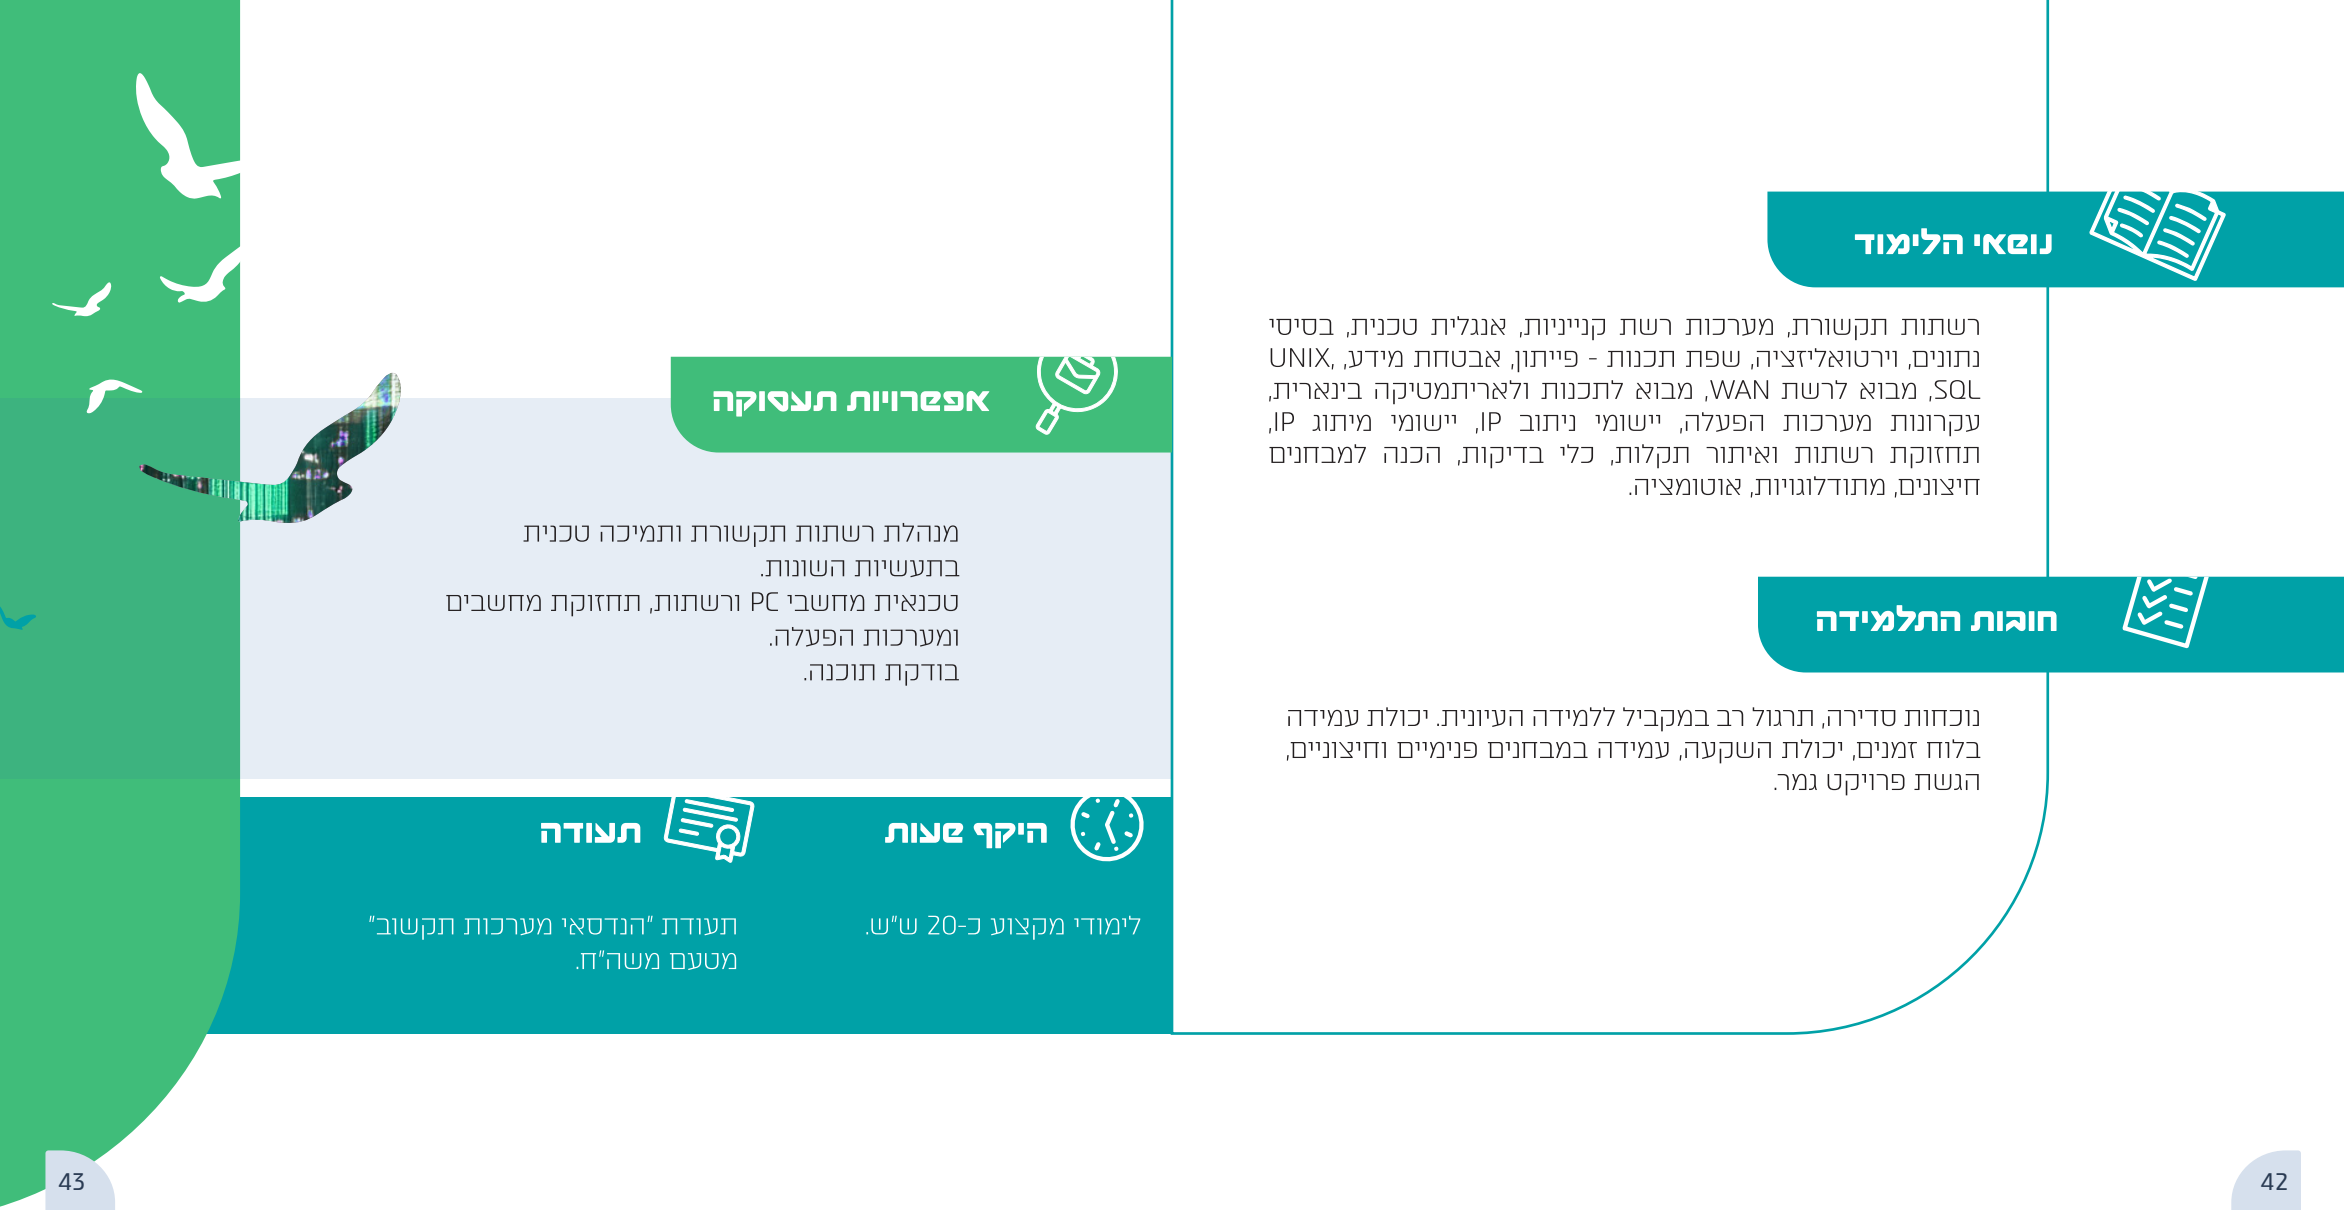 נושאי הלימוד
רשתות תקשורת, מערכות רשת קנייניות, אנגלית טכנית, בסיסי
נתונים, וירטואליזציה, שפת תכנות - פייתון, אבטחת מידע, UNIX,
SQL, מבוא לרשת WAN, מבוא לתכנות ולאריתמטיקה בינארית,
עקרונות מערכות הפעלה, יישומי ניתוב IP, יישומי מיתוג IP,
תחזוקת רשתות ואיתור תקלות, כלי בדיקות, הכנה למבחנים
חיצונים, מתודלוגויות, אוטומציה.
חובות התלמידה
נוכחות סדירה, תרגול רב במקביל ללמידה העיונית. יכולת עמידה
בלוח זמנים, יכולת השקעה, עמידה במבחנים פנימיים וחיצוניים,
הגשת פרויקט גמר.
42
אפשרויות תעסוקה
מנהלת רשתות תקשורת ותמיכה טכנית
בתעשיות השונות.
טכנאית מחשבי PC ורשתות, תחזוקת מחשבים
ומערכות הפעלה.
בודקת תוכנה.
היקף שעות
לימודי מקצוע כ-20 ש"ש.
תעודה
תעודת "הנדסאי מערכות תקשוב"
מטעם משה"ח.
43